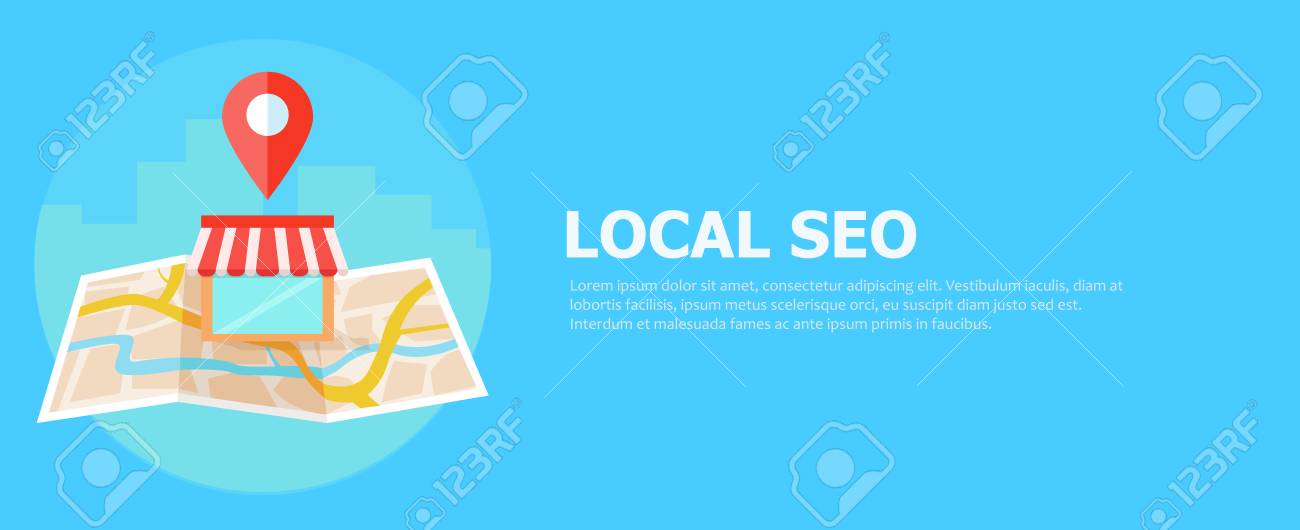 123RF
123RF
LOCAL SEO
Lorem ipsum dolor sit amet, consectetur adipiscing elit. Vestibulum iaculis, diam at
lobortis facilisis, ipsum metus scelerisque orci, eu suscipit diam justo sed est.
Interdum et malesuada fames ac ante ipsum primis in faucibus.
123RF
123RF